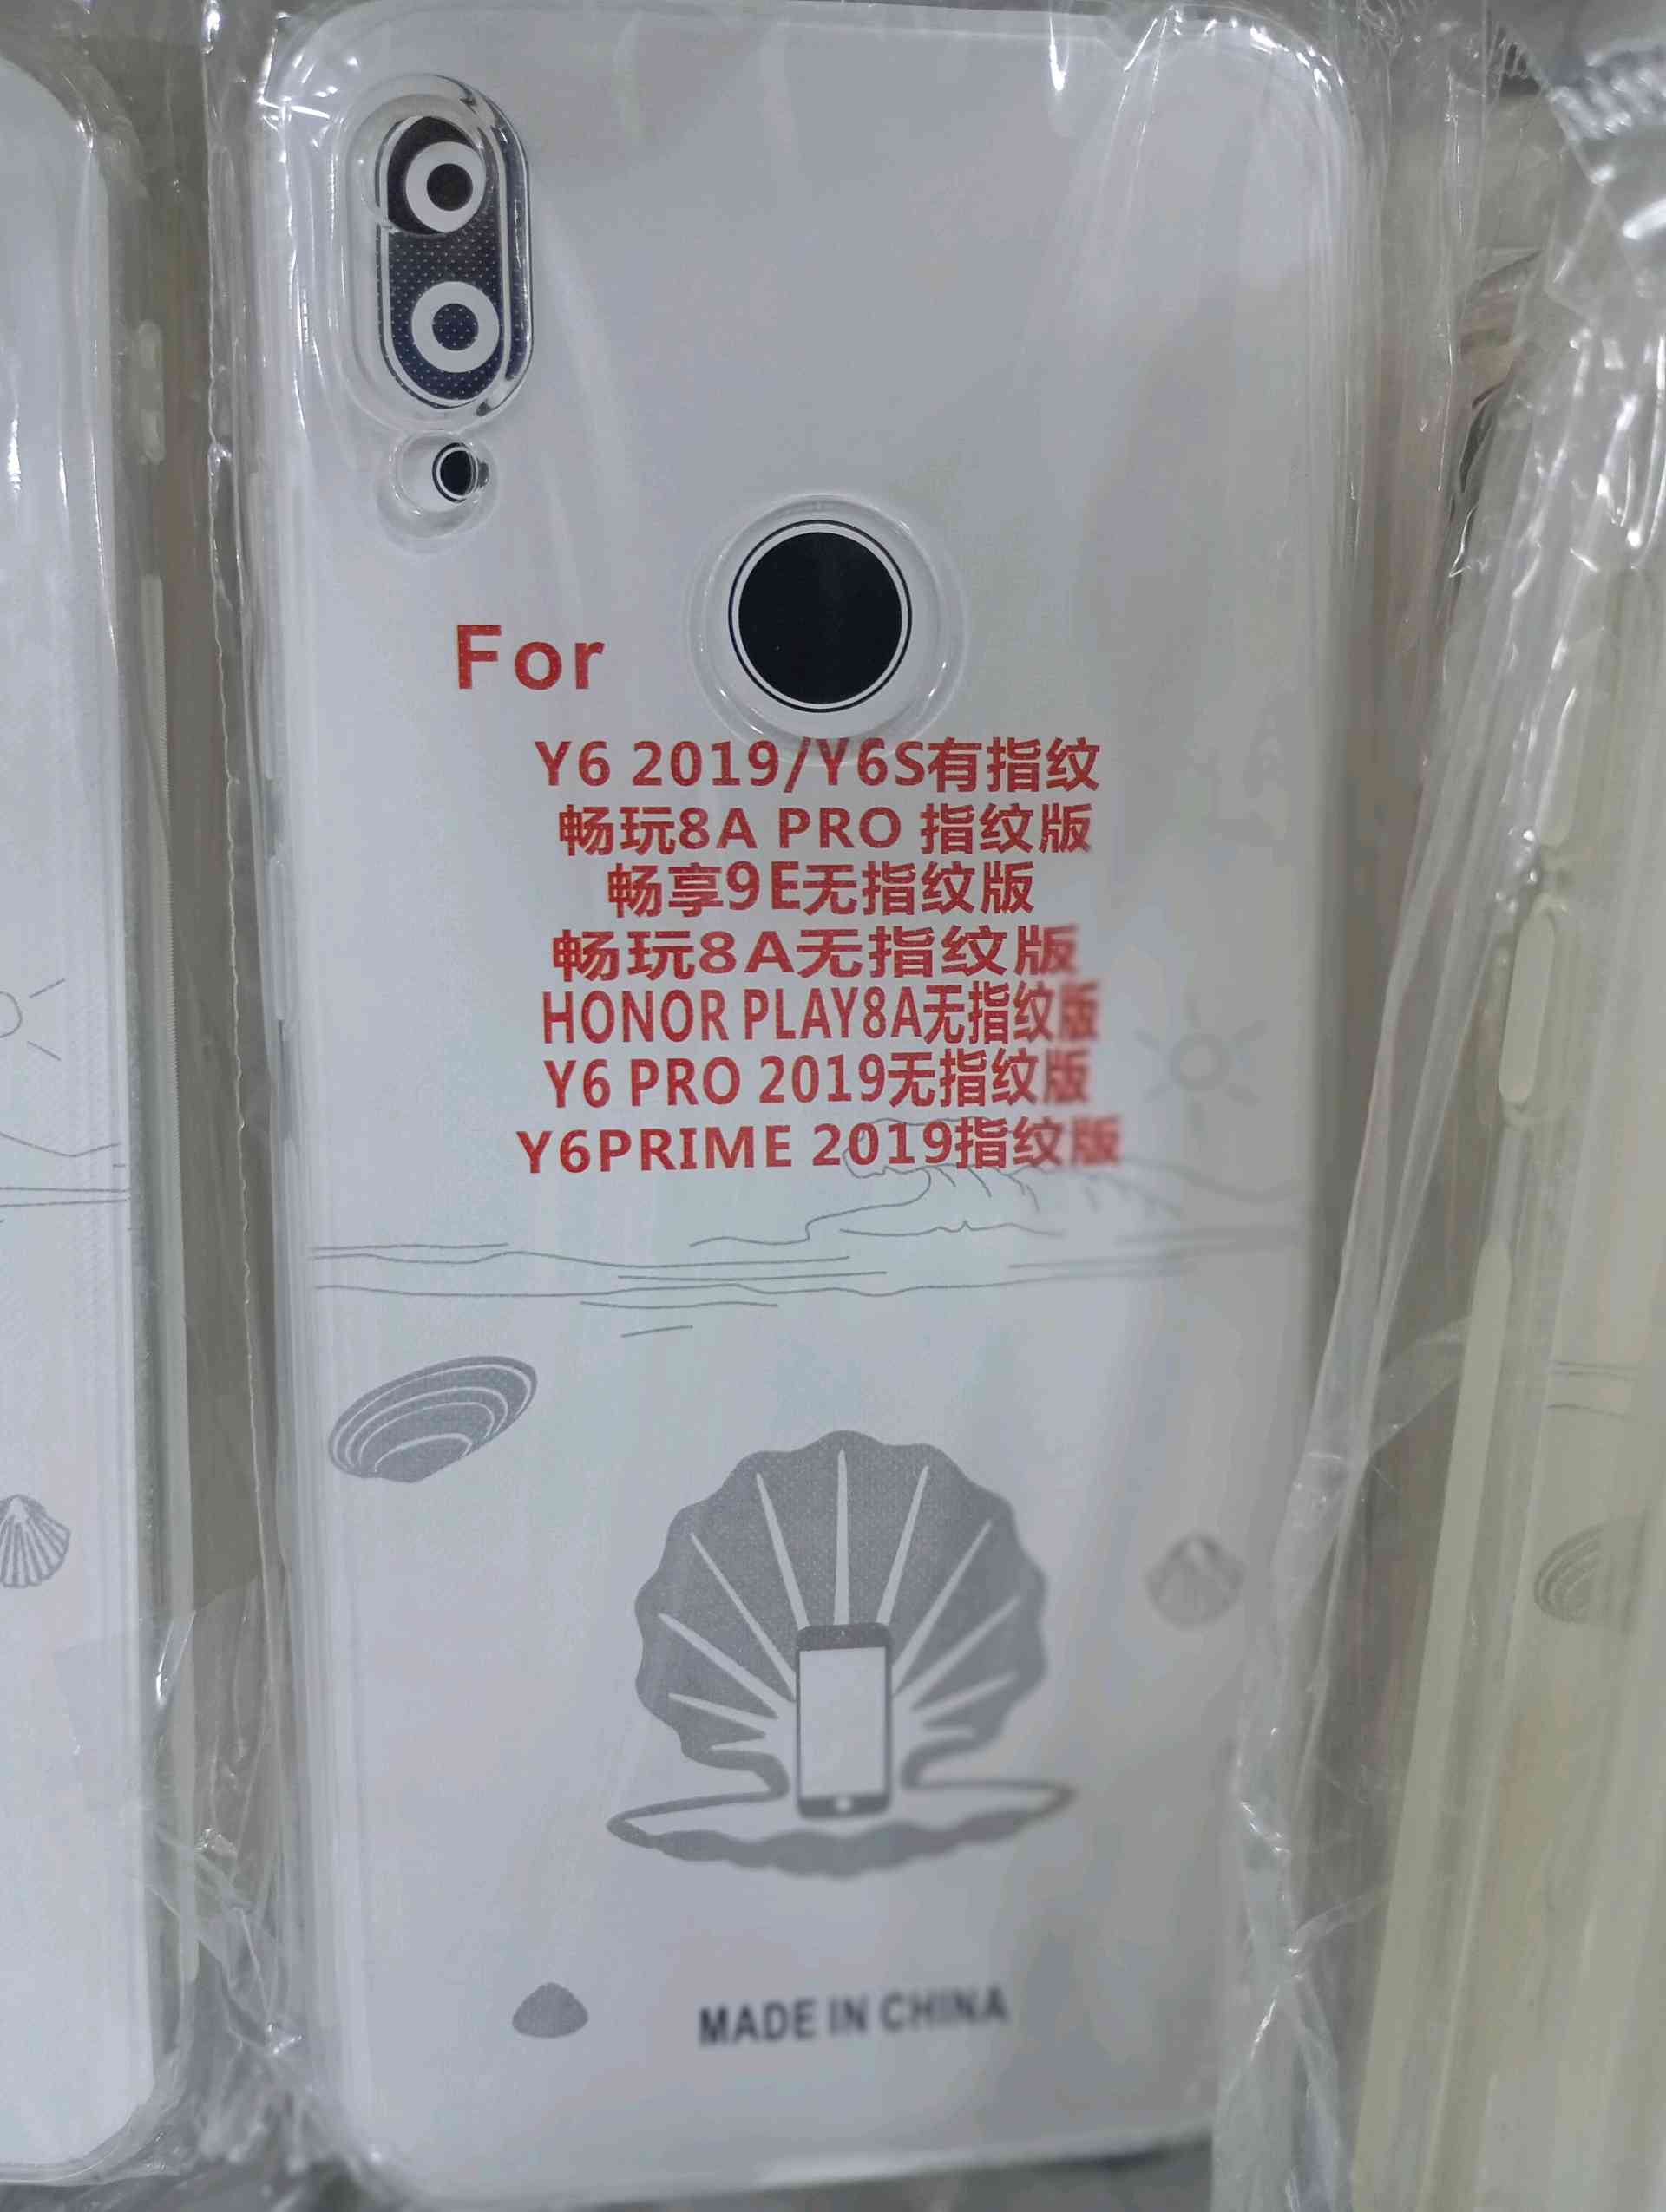 For
Y6 2019/Y6S有指纹
畅玩8A PRO 指纹版
畅享9E无指纹版
畅玩8A无指纹版
HONOR PLAY8A无指纹版
Y6 PRO 2019无指纹版
Y6PRIME 2019指纹版
MADE IN CHINA